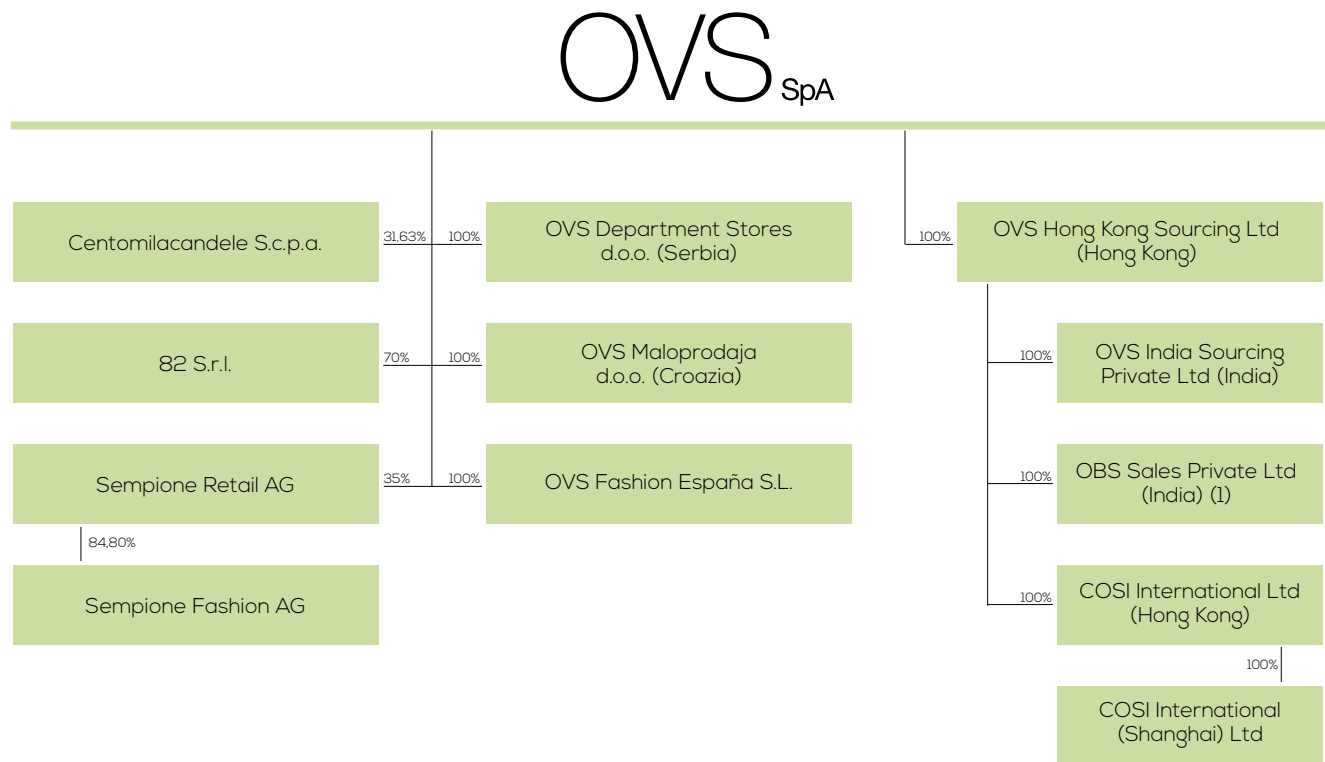 OVS SpA
Centomilacandele S.c.p.a.
31,63%
100%
OVS Department Stores
d.o.o. (Serbia)
100%
OVS Hong Kong Sourcing Ltd
(Hong Kong)
82 S.r.l.
70%
100%
OVS Maloprodaja
d.o.o. (Croazia)
100%
OVS India Sourcing
Private Ltd (India)
Sempione Retail AG
35%
100%
OVS Fashion España S.L.
100%
OBS Sales Private Ltd
(India) (1)
84,80%
Sempione Fashion AG
100%
COSI International Ltd
(Hong Kong)
100%
COSI International
(Shanghai) Ltd